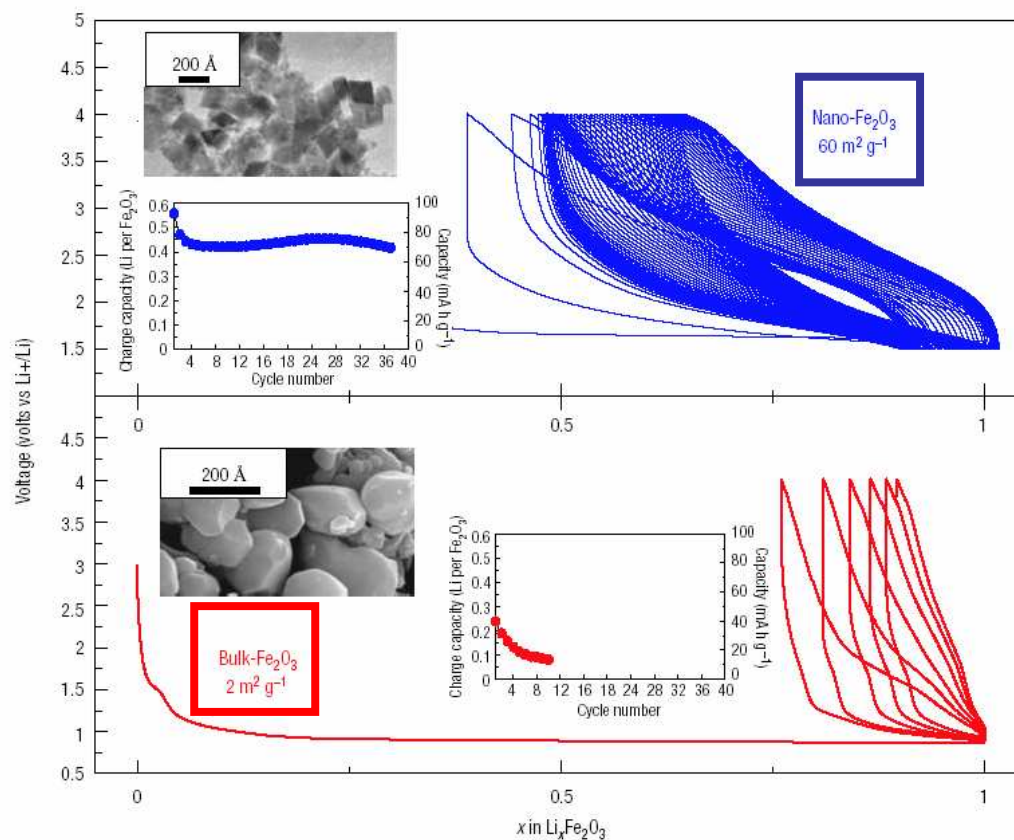 5
4.5
4
3.5
3
2.5
2
1.5
200 Å
Nano-Fe₂O₃
60 m² g⁻¹
Charge capacity (Li per Fe₂O₃)
0.6
0.5
0.4
0.3
0.2
0.1
0
100
80
60
40
20
0
Capacity (mA h g⁻¹)
4 8 12 16 20 24 28 32 36 40
Cycle number
0 0.5 1
Voltage (volts vs Li+/Li)
4.5
4
3.5
3
2.5
2
1.5
1
0.5
200 Å
Bulk-Fe₂O₃
2 m² g⁻¹
Charge capacity (Li per Fe₂O₃)
0.6
0.5
0.4
0.3
0.2
0.1
0
100
80
60
40
20
0
Capacity (mA h g⁻¹)
4 8 12 16 20 24 28 32 36 40
Cycle number
0 0.5 1
x in LiₓFe₂O₃